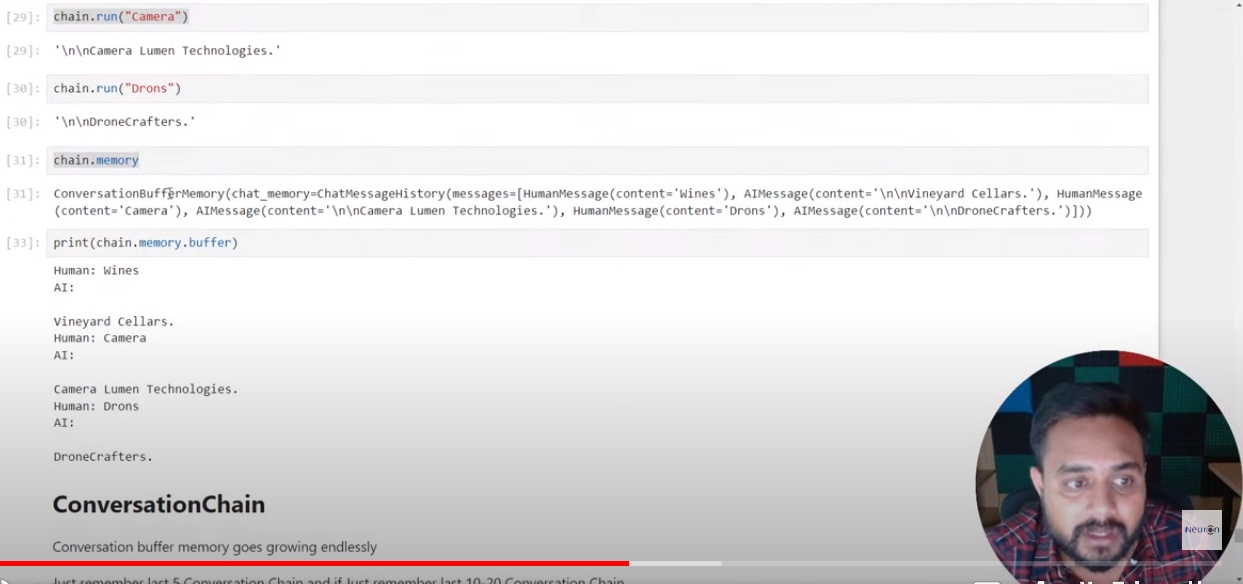 [29]: chain.run("Camera")
[29]: '\n\nCamera Lumen Technologies.'
[30]: chain.run("Drons")
[30]: '\n\nDroneCrafters.'
[31]: chain.memory
[31]: ConversationBufferMemory(chat_memory=ChatMessageHistory(messages=[HumanMessage(content='Wines'), AIMessage(content='\n\nVineyard Cellars.'), HumanMessage
(content='Camera'), AIMessage(content='\n\nCamera Lumen Technologies.'), HumanMessage(content='Drons'), AIMessage(content='\n\nDroneCrafters.')]))
[33]: print(chain.memory.buffer)
Human: Wines
AI:
Vineyard Cellars.
Human: Camera
AI:
Camera Lumen Technologies.
Human: Drons
AI:
DroneCrafters.
ConversationChain
Conversation buffer memory goes growing endlessly
Just remember last 5 Conversation Chain and if Just remember last 10-20 Conversation Chain
iNeuron